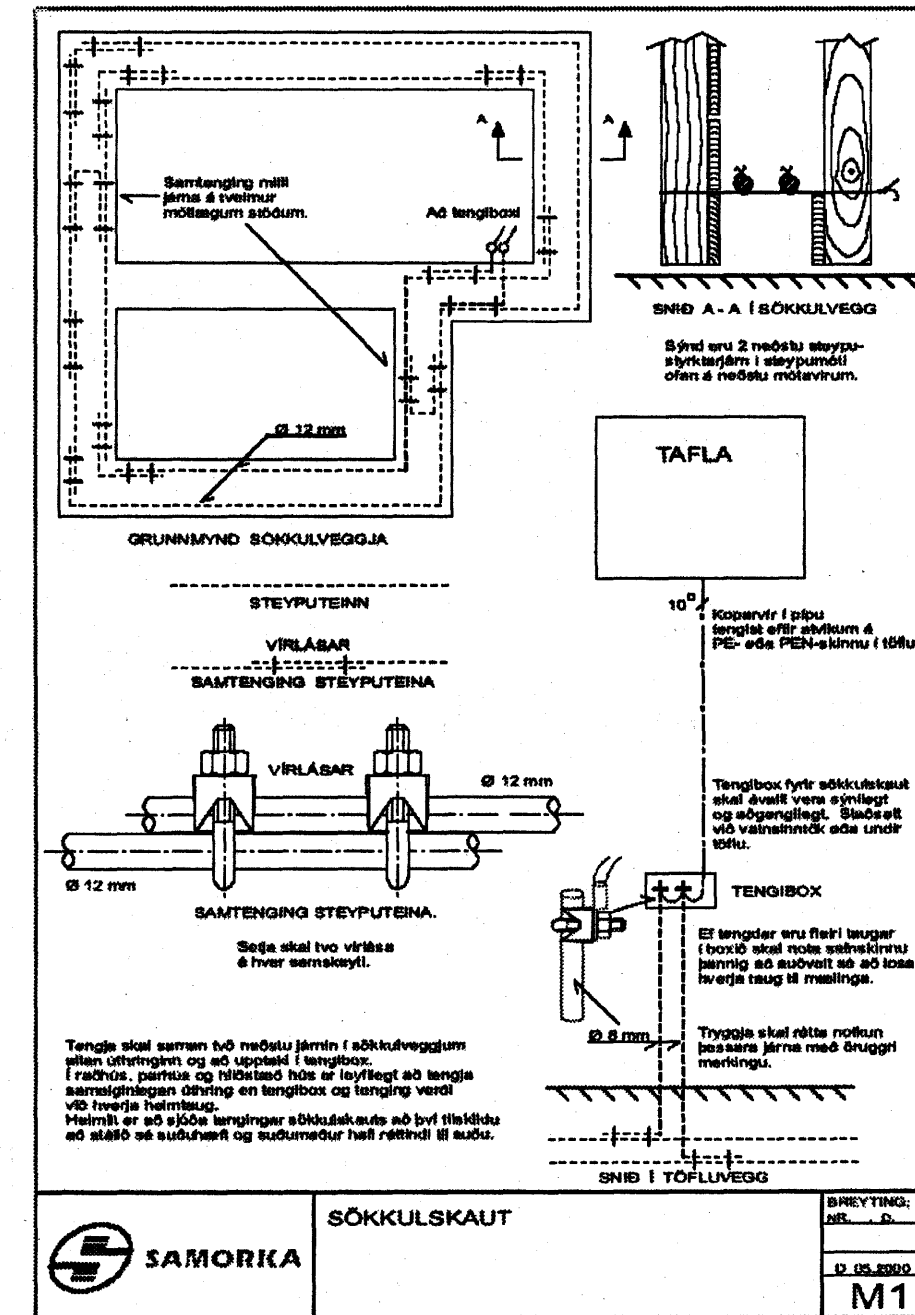 A
A
Samtenging milli
járna á tveimur
mótlægum stöðum.
Að tengiboxi
Ø 12 mm
GRUNNMYND SÖKKULVEGGJA
SNIÐ A - A Í SÖKKULVEGG
Sýnd eru 2 neðstu steypu-
styrktarjárn í steypumóti
ofan á neðstu mótavírum.
STEYPUTEINN
VÍRLÁSAR
SAMTENGING STEYPUTEINA
VÍRLÁSAR
Ø 12 mm
Ø 12 mm
SAMTENGING STEYPUTEINA.
Setja skal tvo vírlása
á hver samskeyti.
TAFLA
10
Koparvír í pípu
tengist eftir atvikum á
PE- eða PEN-skinnu í töflu
Tengibox fyrir sökkulskaut
skal ávallt vera sýnilegt
og aðgengilegt. Staðsett
við vatnsinntök eða undir
töflu.
TENGIBOX
Ef tengdar eru fleiri taugar
í boxið skal nota safnskinnu
þannig að auðvelt sé að losa
hverja taug til mælinga.
Ø 8 mm
Tryggja skal rétta notkun
þessara járna með öruggri
merkingu.
SNIÐ Í TÖFLUVEGG
Tengja skal saman tvö neðstu járnin í sökkulveggjum
allan úthringinn og að upptaki í tengibox.
Í raðhús, parhús og hliðstæð hús er leyfilegt að tengja
sameiginlegan úthring en tengibox og tenging verði
við hverja heimtaug.
Heimilt er að sjóða tengingar sökkulskauts að því tilskildu
að stálið sé suðuhæft og suðumaður hafi réttindi til suðu.
SAMORKA
SÖKKULSKAUT
BREYTING:
NR. . D.
D 05.2000
M1